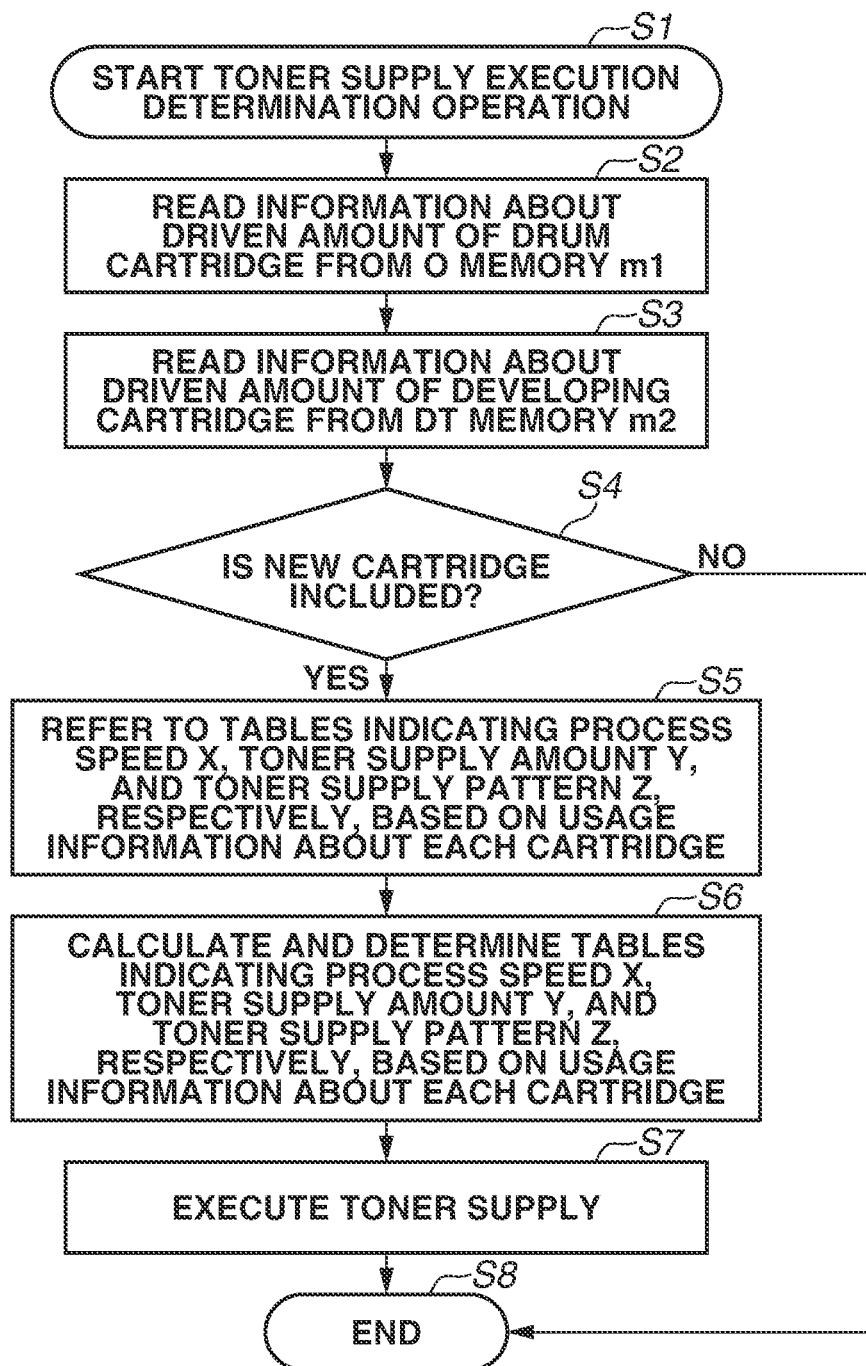 S1
START TONER SUPPLY EXECUTION
DETERMINATION OPERATION
S2
READ INFORMATION ABOUT
DRIVEN AMOUNT OF DRUM
CARTRIDGE FROM O MEMORY m1
S3
READ INFORMATION ABOUT
DRIVEN AMOUNT OF DEVELOPING
CARTRIDGE FROM DT MEMORY m2
S4
IS NEW CARTRIDGE
INCLUDED?
NO
YES
S5
REFER TO TABLES INDICATING PROCESS
SPEED X, TONER SUPPLY AMOUNT Y,
AND TONER SUPPLY PATTERN Z,
RESPECTIVELY, BASED ON USAGE
INFORMATION ABOUT EACH CARTRIDGE
S6
CALCULATE AND DETERMINE TABLES
INDICATING PROCESS SPEED X,
TONER SUPPLY AMOUNT Y, AND
TONER SUPPLY PATTERN Z,
RESPECTIVELY, BASED ON USAGE
INFORMATION ABOUT EACH CARTRIDGE
S7
EXECUTE TONER SUPPLY
S8
END